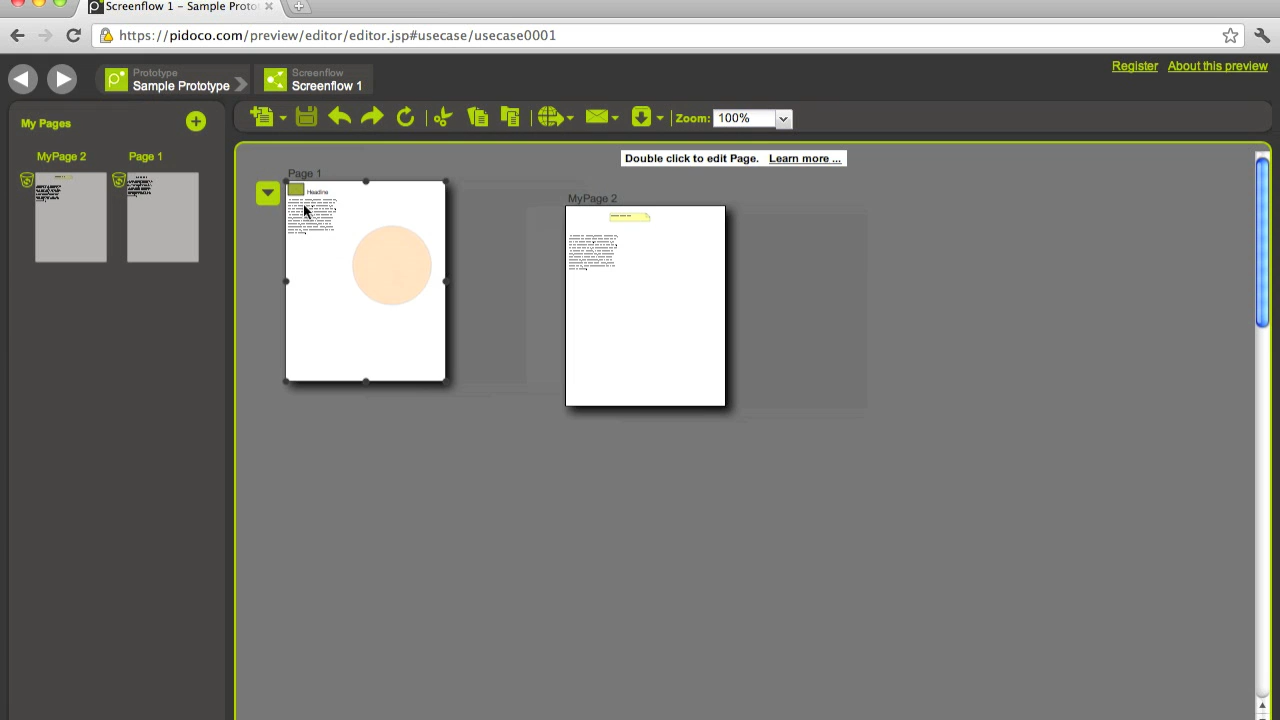 Screenflow 1 – Sample Protot
https://pidoco.com/preview/editor/editor.jsp#usecase/usecase0001
Register About this preview
Prototype
Sample Prototype
Screenflow
Screenflow 1
My Pages
Zoom: 100%
MyPage 2 Page 1
Double click to edit Page. Learn more ...
Page 1
Headline
MyPage 2